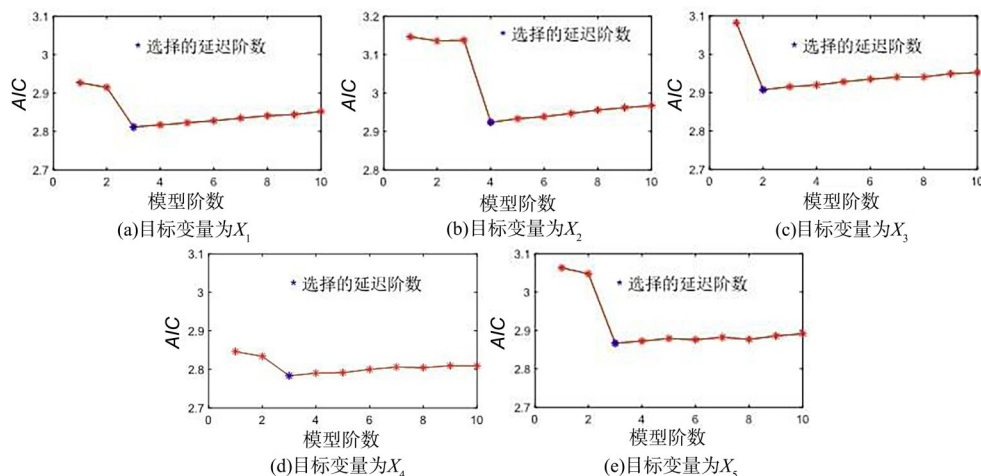 3.1
3
2.9
2.8
2.7
AIC
* 选择的延迟阶数
0 2 4 6 8 10
模型阶数
(a)目标变量为X₁
3.2
3.1
3
2.9
2.8
AIC
* 选择的延迟阶数
0 2 4 6 8 10
模型阶数
(b)目标变量为X₂
3.1
3
2.9
2.8
2.7
AIC
* 选择的延迟阶数
0 2 4 6 8 10
模型阶数
(c)目标变量为X₃
3.1
3
2.9
2.8
2.7
AIC
* 选择的延迟阶数
0 2 4 6 8 10
模型阶数
(d)目标变量为X₄
3.1
3
2.9
2.8
2.7
AIC
* 选择的延迟阶数
0 2 4 6 8 10
模型阶数
(e)目标变量为X₅